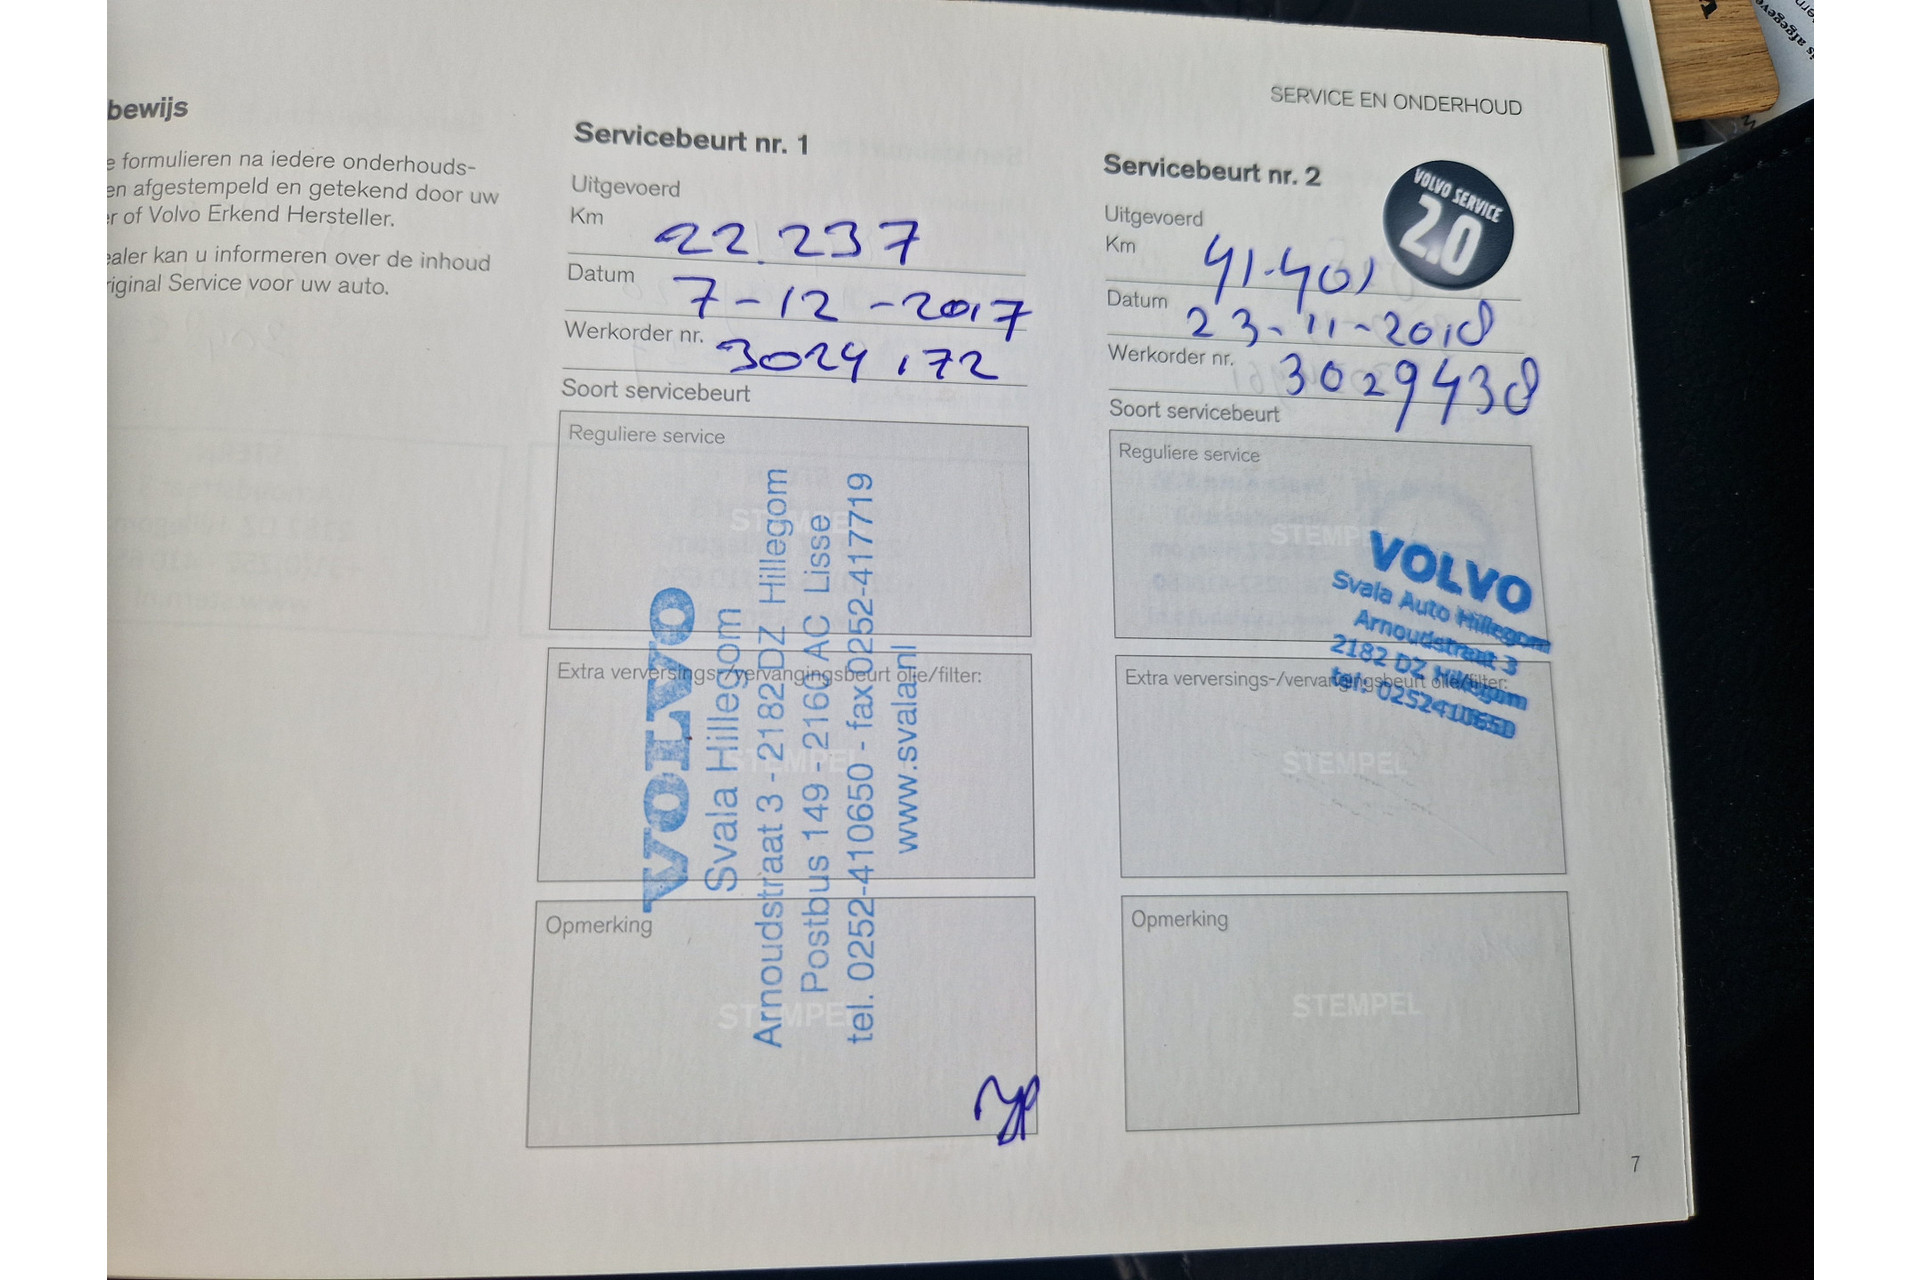 SERVICE EN ONDERHOUD
bewijs
formulieren na iedere onderhouds-
en afgestempeld en getekend door uw
r of Volvo Erkend Hersteller.
ealer kan u informeren over de inhoud
riginal Service voor uw auto.
Servicebeurt nr. 1
Uitgevoerd
Km 22.237
Datum 7-12-2017
Werkorder nr. 3029172
Soort servicebeurt
Reguliere service
STEMPEL
Extra verversings-/vervangingsbeurt olie/filter:
STEMPEL
Opmerking
STEMPEL
VOLVO
Svala Hillegom
Arnoudstraat 3 - 2182 DZ Hillegom
Postbus 149 - 2160 AC Lisse
tel. 0252-410650 - fax 0252-417719
www.svala.nl
Servicebeurt nr. 2
VOLVO SERVICE
2.0
Uitgevoerd
Km 41.401
Datum 23-11-2018
Werkorder nr. 3029438
Soort servicebeurt
Reguliere service
STEMPEL
VOLVO
Svala Auto Hillegom
Arnoudstraat 3
2182 DZ Hillegom
tel. 0252410650
Extra verversings-/vervangingsbeurt olie/filter:
STEMPEL
Opmerking
STEMPEL
7